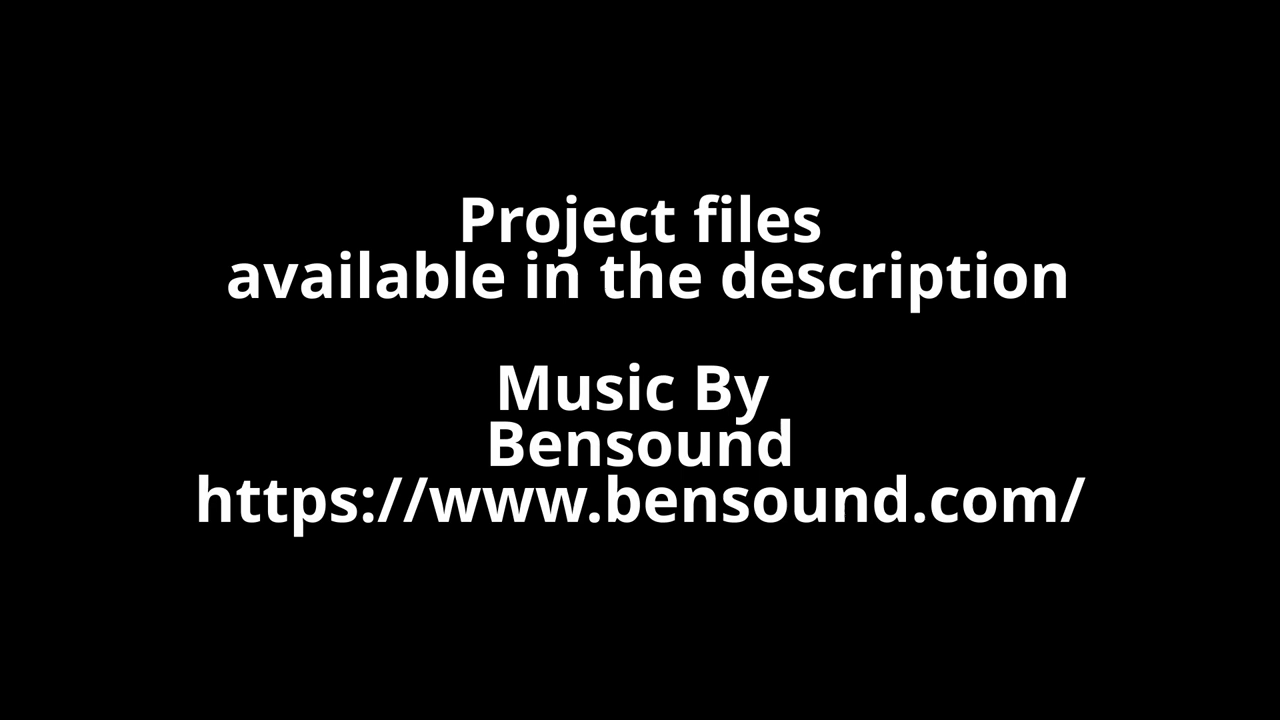 Project files
available in the description
Music By
Bensound
https://www.bensound.com/